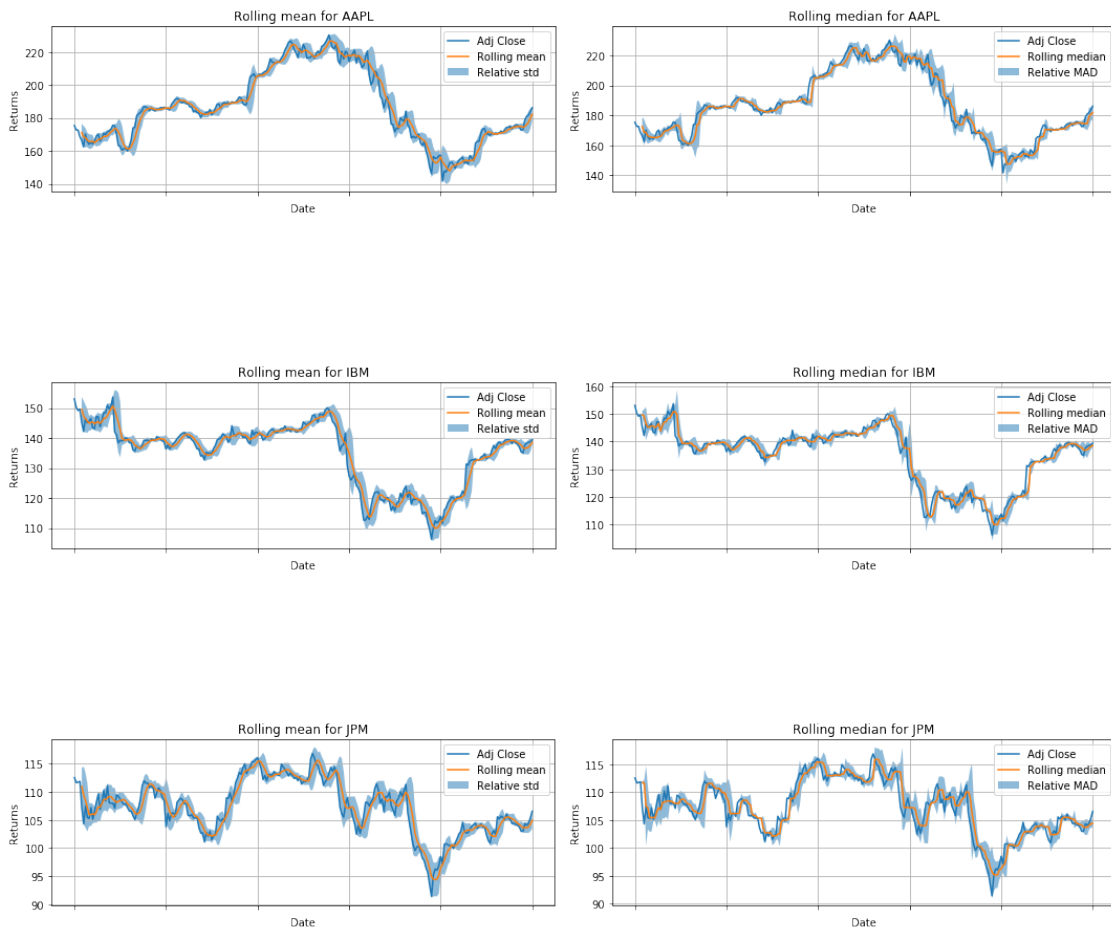 Rolling mean for AAPL
220
200
180
160
140
Returns
Adj Close
Rolling mean
Relative std
Date
Rolling median for AAPL
220
200
180
160
140
Returns
Adj Close
Rolling median
Relative MAD
Date
Rolling mean for IBM
150
140
130
120
110
Returns
Adj Close
Rolling mean
Relative std
Date
Rolling median for IBM
160
150
140
130
120
110
Returns
Adj Close
Rolling median
Relative MAD
Date
Rolling mean for JPM
115
110
105
100
95
90
Returns
Adj Close
Rolling mean
Relative std
Date
Rolling median for JPM
115
110
105
100
95
90
Returns
Adj Close
Rolling median
Relative MAD
Date